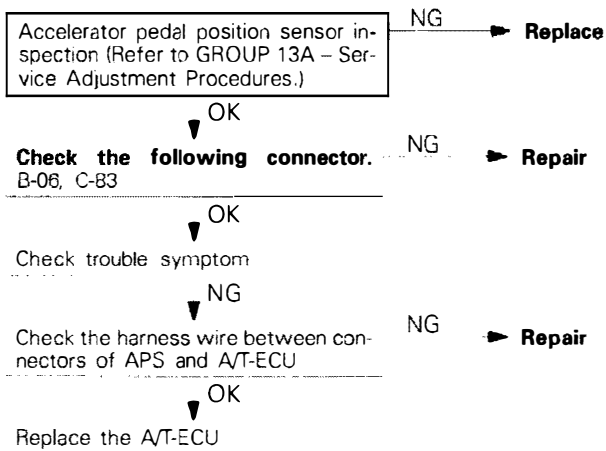 Accelerator pedal position sensor in-
spection (Refer to GROUP 13A – Ser-
vice Adjustment Procedures.)
NG
Replace
OK
Check the following connector.
B-06, C-83
NG
Repair
OK
Check trouble symptom
NG
Check the harness wire between con-
nectors of APS and A/T-ECU
NG
Repair
OK
Replace the A/T-ECU